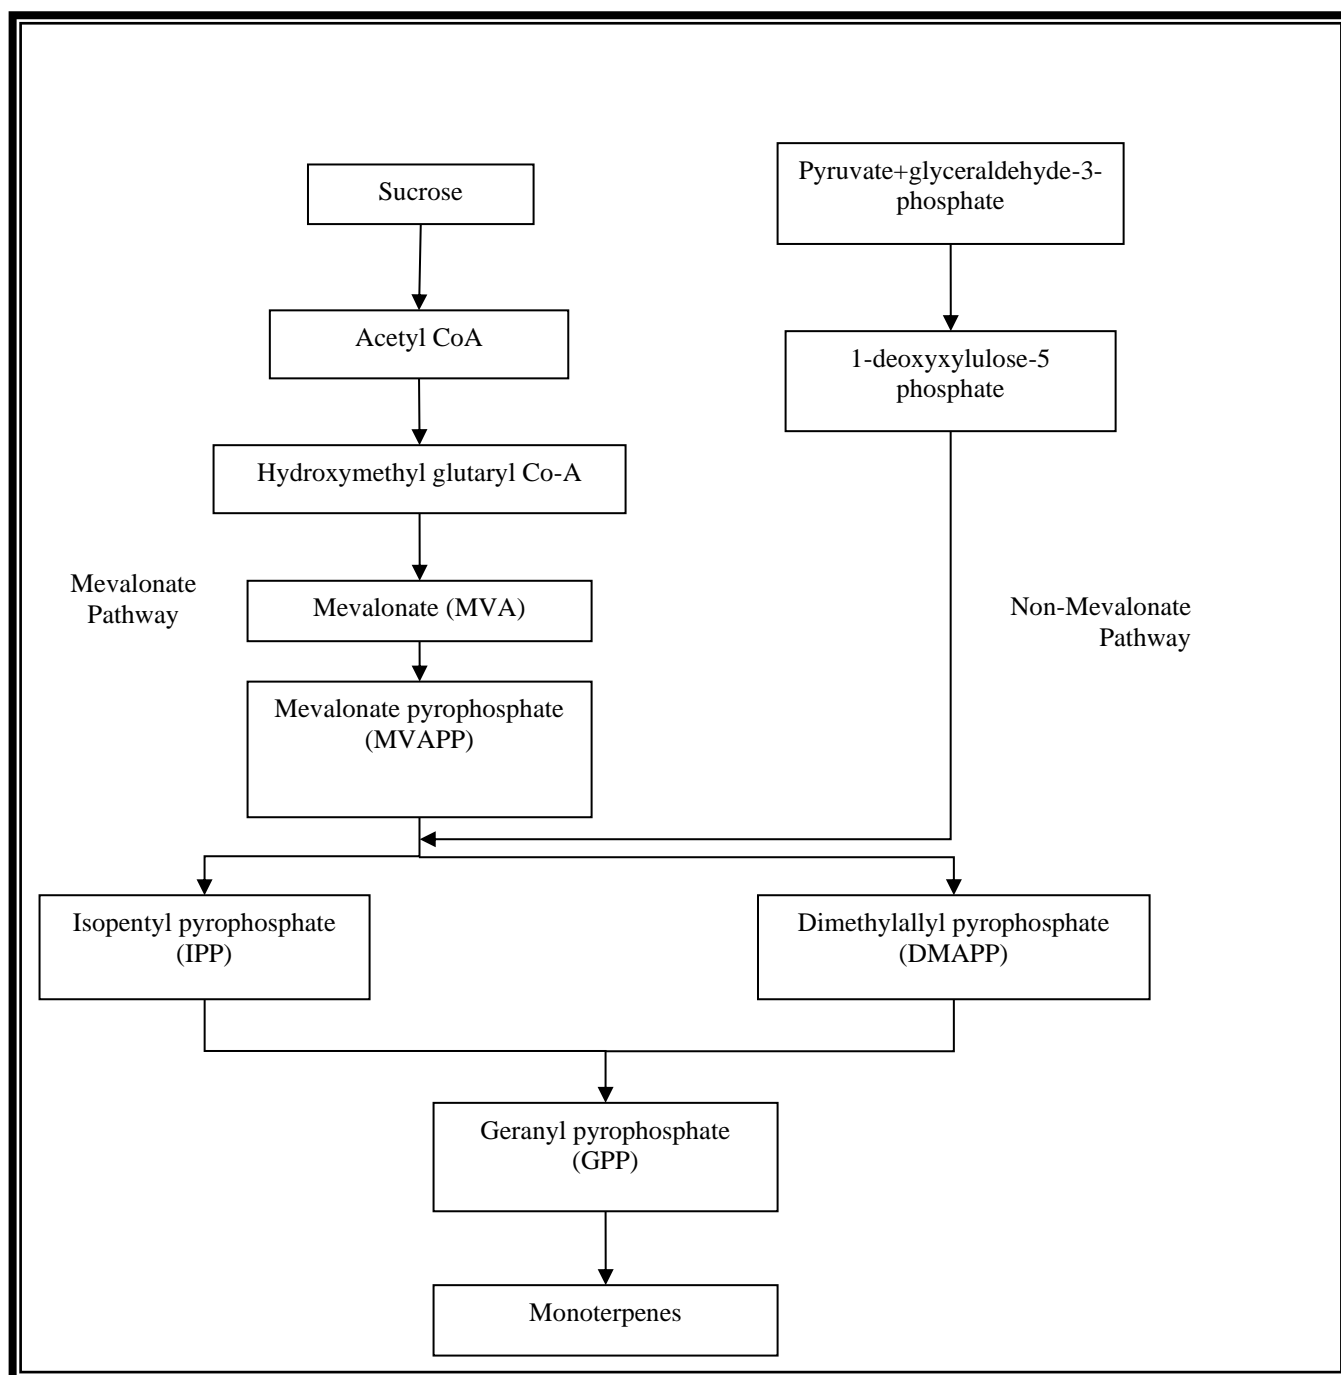 Sucrose
Pyruvate+glyceraldehyde-3-
phosphate
Acetyl CoA
1-deoxyxylulose-5
phosphate
Hydroxymethyl glutaryl Co-A
Mevalonate
Pathway
Mevalonate (MVA)
Non-Mevalonate
Pathway
Mevalonate pyrophosphate
(MVAPP)
Isopentyl pyrophosphate
(IPP)
Dimethylallyl pyrophosphate
(DMAPP)
Geranyl pyrophosphate
(GPP)
Monoterpenes